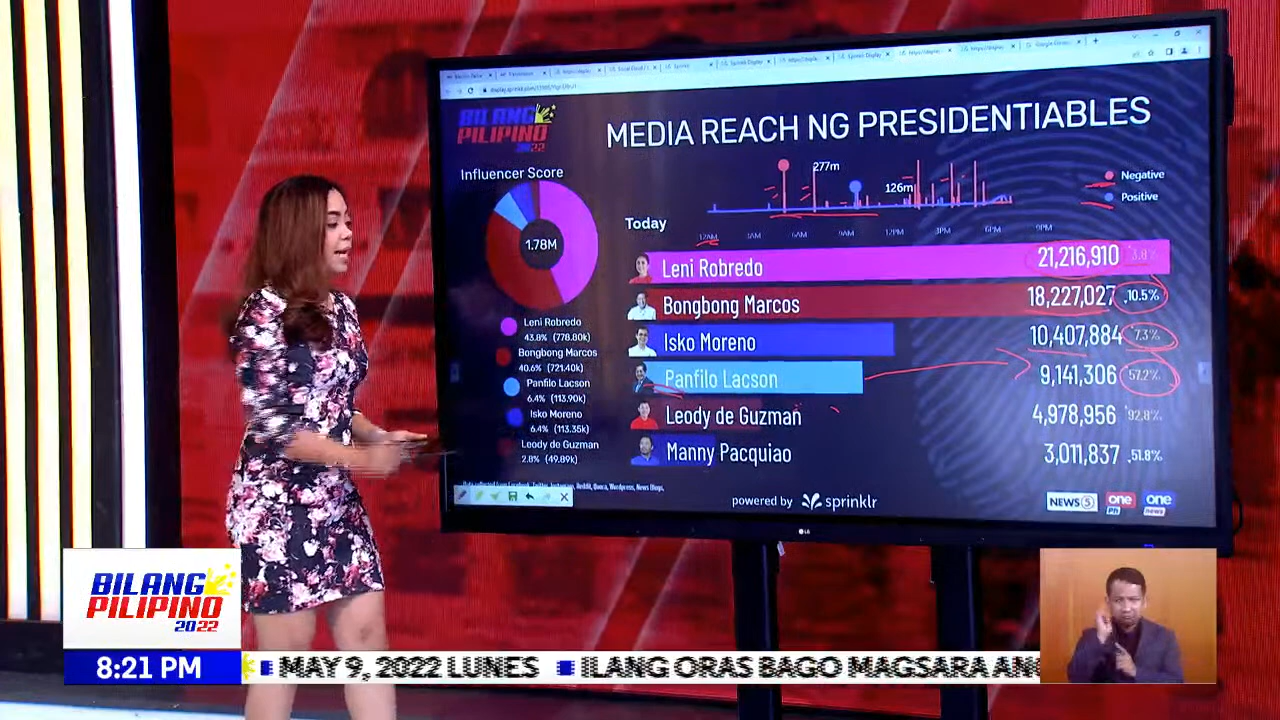 BILANG
PILIPINO
2022
MEDIA REACH NG PRESIDENTIABLES
Influencer Score
1.78M
Leni Robredo
43.8% (778.80k)
Bongbong Marcos
40.6% (721.40k)
Panfilo Lacson
6.4% (113.90k)
Isko Moreno
6.4% (113.35k)
Leody de Guzman
2.8% (49.89k)
277m
126m
Negative
Positive
Today
12AM 3AM 6AM 9AM 12PM 3PM 6PM 9PM
Leni Robredo 21,216,910 3.8%
Bongbong Marcos 18,227,027 10.5%
Isko Moreno 10,407,884 7.3%
Panfilo Lacson 9,141,306 57.2%
Leody de Guzman 4,978,956 92.8%
Manny Pacquiao 3,011,837 51.8%
powered by sprinklr
NEWS5 one Ph one news
LG
BILANG
PILIPINO
2022
8:21 PM
MAY 9, 2022 LUNES ILANG ORAS BAGO MAGSARA